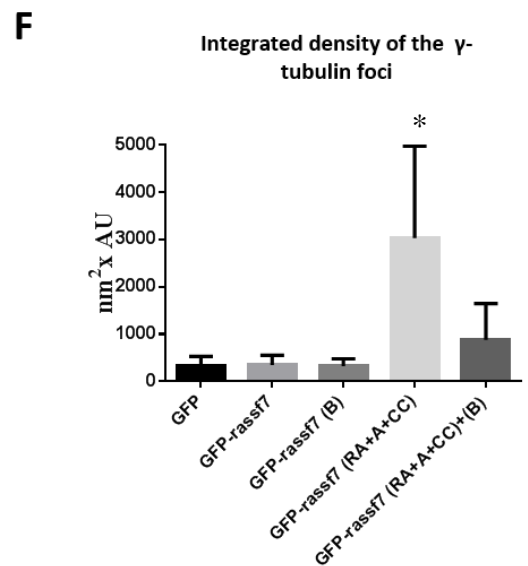 F
Integrated density of the γ-
tubulin foci
*
nm²x AU
5000
4000
3000
2000
1000
0
GFP
GFP-rassf7
GFP-rassf7 (B)
GFP-rassf7 (RA+A+CC)
GFP-rassf7 (RA+A+CC)+(B)